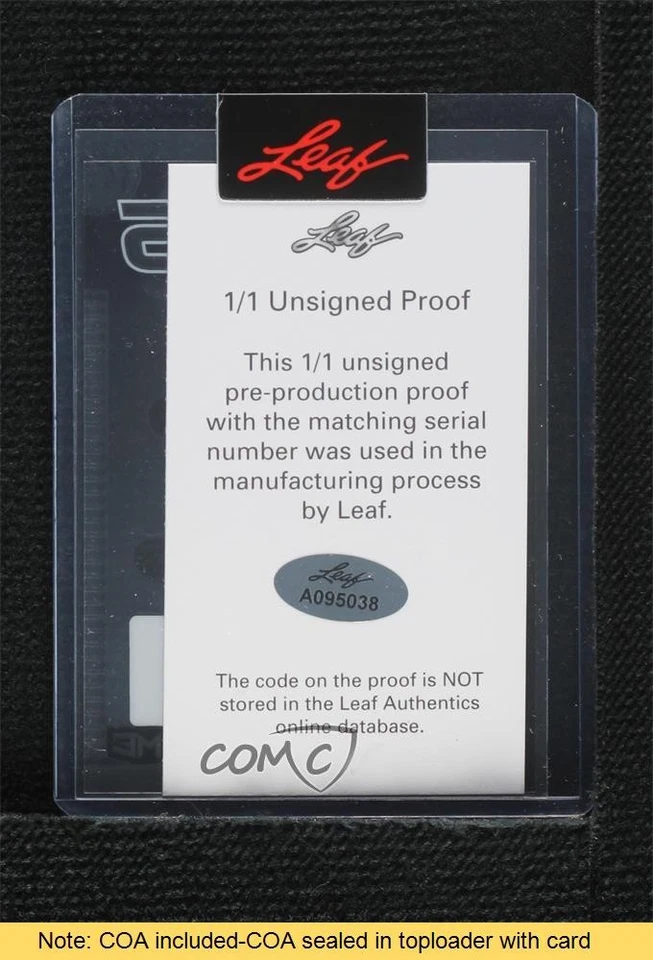 Leaf
Leaf
1/1 Unsigned Proof
This 1/1 unsigned
pre-production proof
with the matching serial
number was used in the
manufacturing process
by Leaf.
Leaf
A095038
The code on the proof is NOT
stored in the Leaf Authentics
online database.
COMC
Note: COA included-COA sealed in toploader with card